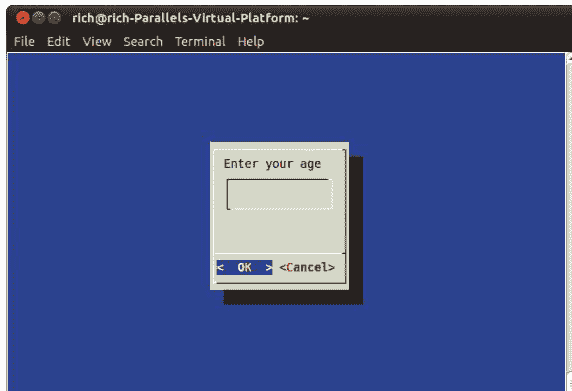 rich@rich-Parallels-Virtual-Platform: ~
File Edit View Search Terminal Help
Enter your age
< OK > <Cancel>